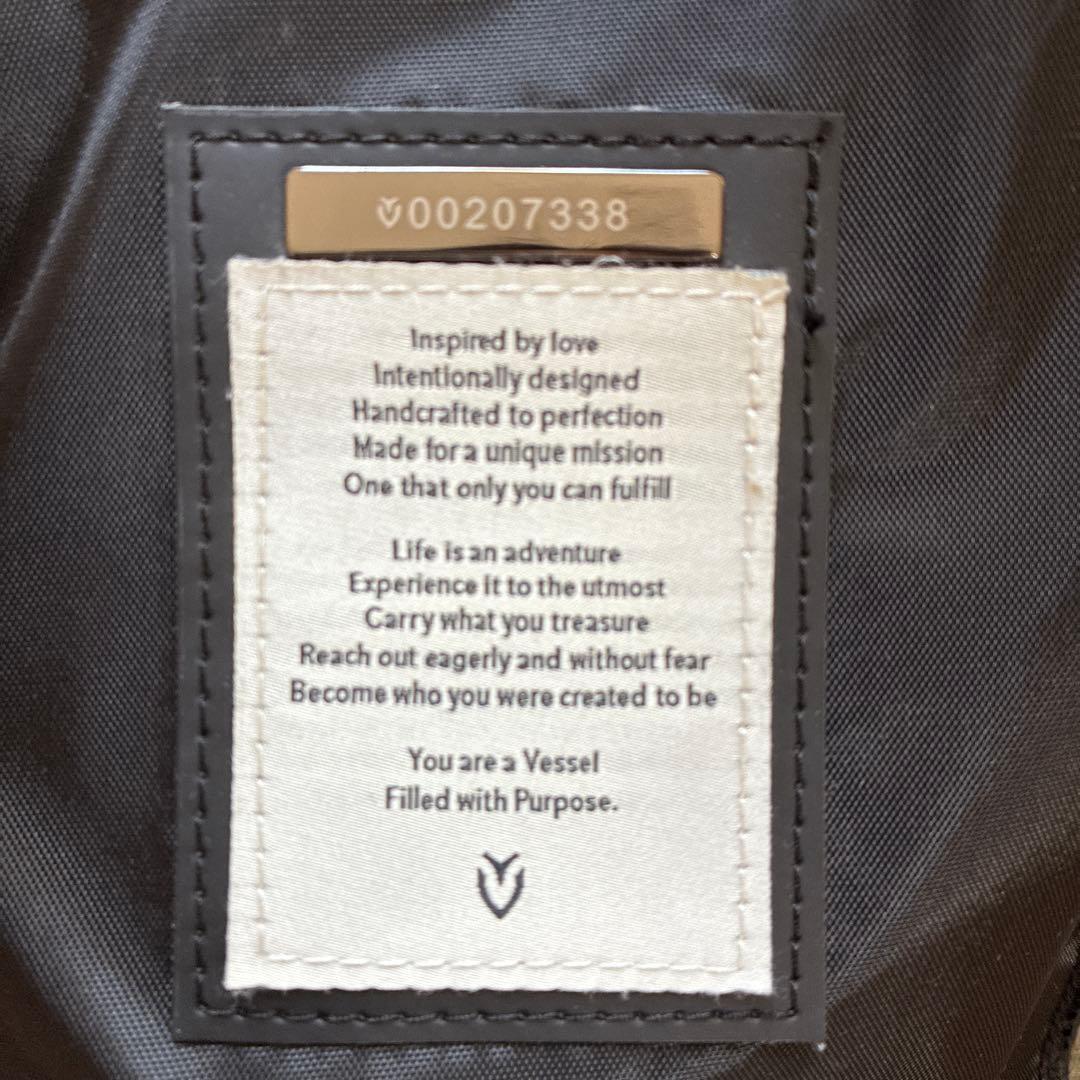 00207338
Inspired by love
Intentionally designed
Handcrafted to perfection
Made for a unique mission
One that only you can fulfill
Life is an adventure
Experience it to the utmost
Carry what you treasure
Reach out eagerly and without fear
Become who you were created to be
You are a Vessel
Filled with Purpose.